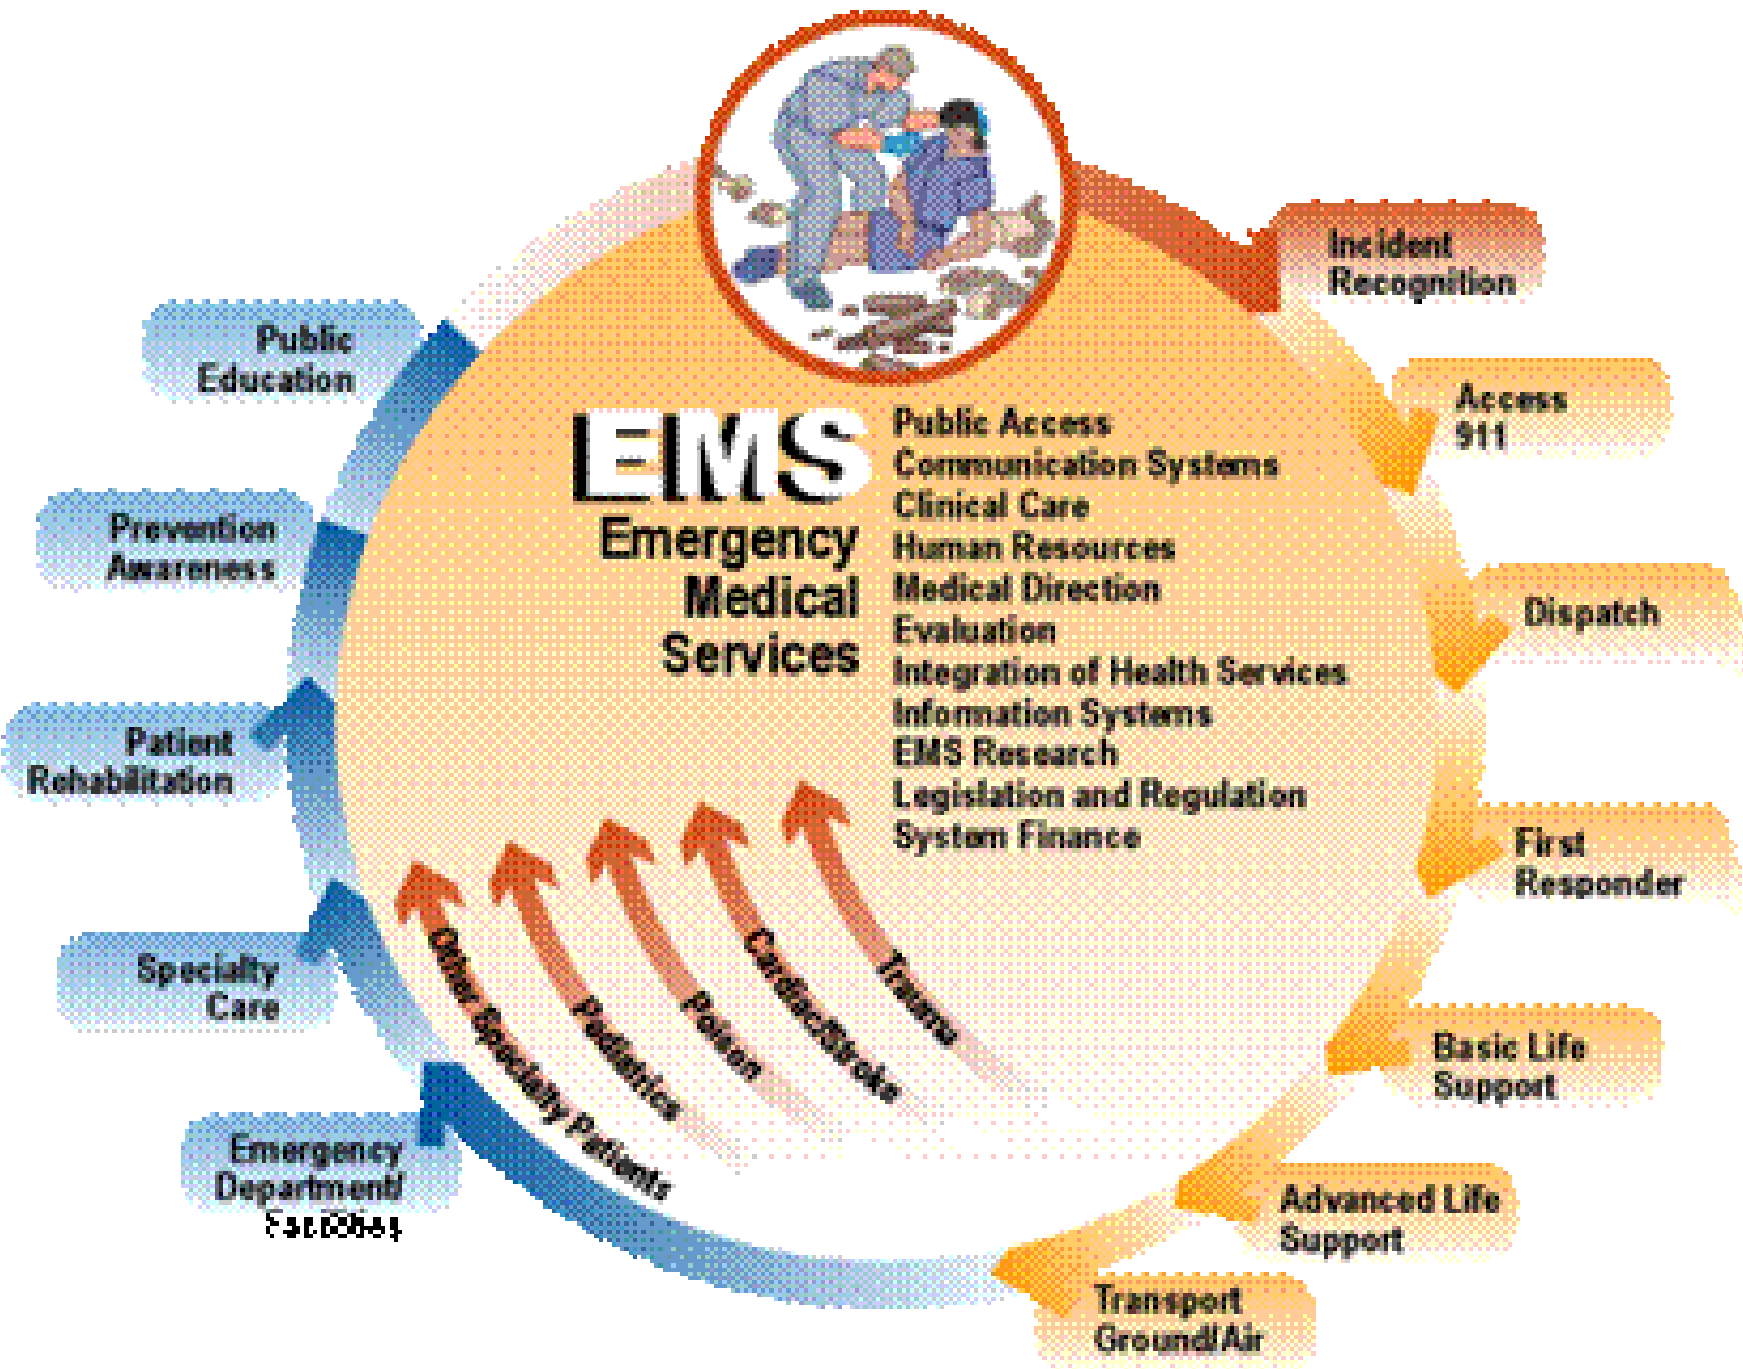 Incident
Recognition
Access
911
Dispatch
First
Responder
Basic Life
Support
Advanced Life
Support
Transport
Ground/Air
Emergency
Department/
Facilities
Specialty
Care
Patient
Rehabilitation
Prevention
Awareness
Public
Education
EMS
Emergency
Medical
Services
Public Access
Communication Systems
Clinical Care
Human Resources
Medical Direction
Evaluation
Integration of Health Services
Information Systems
EMS Research
Legislation and Regulation
System Finance
Other Specialty Patients
Pediatrics
Poison
Cardiac/Stroke
Trauma